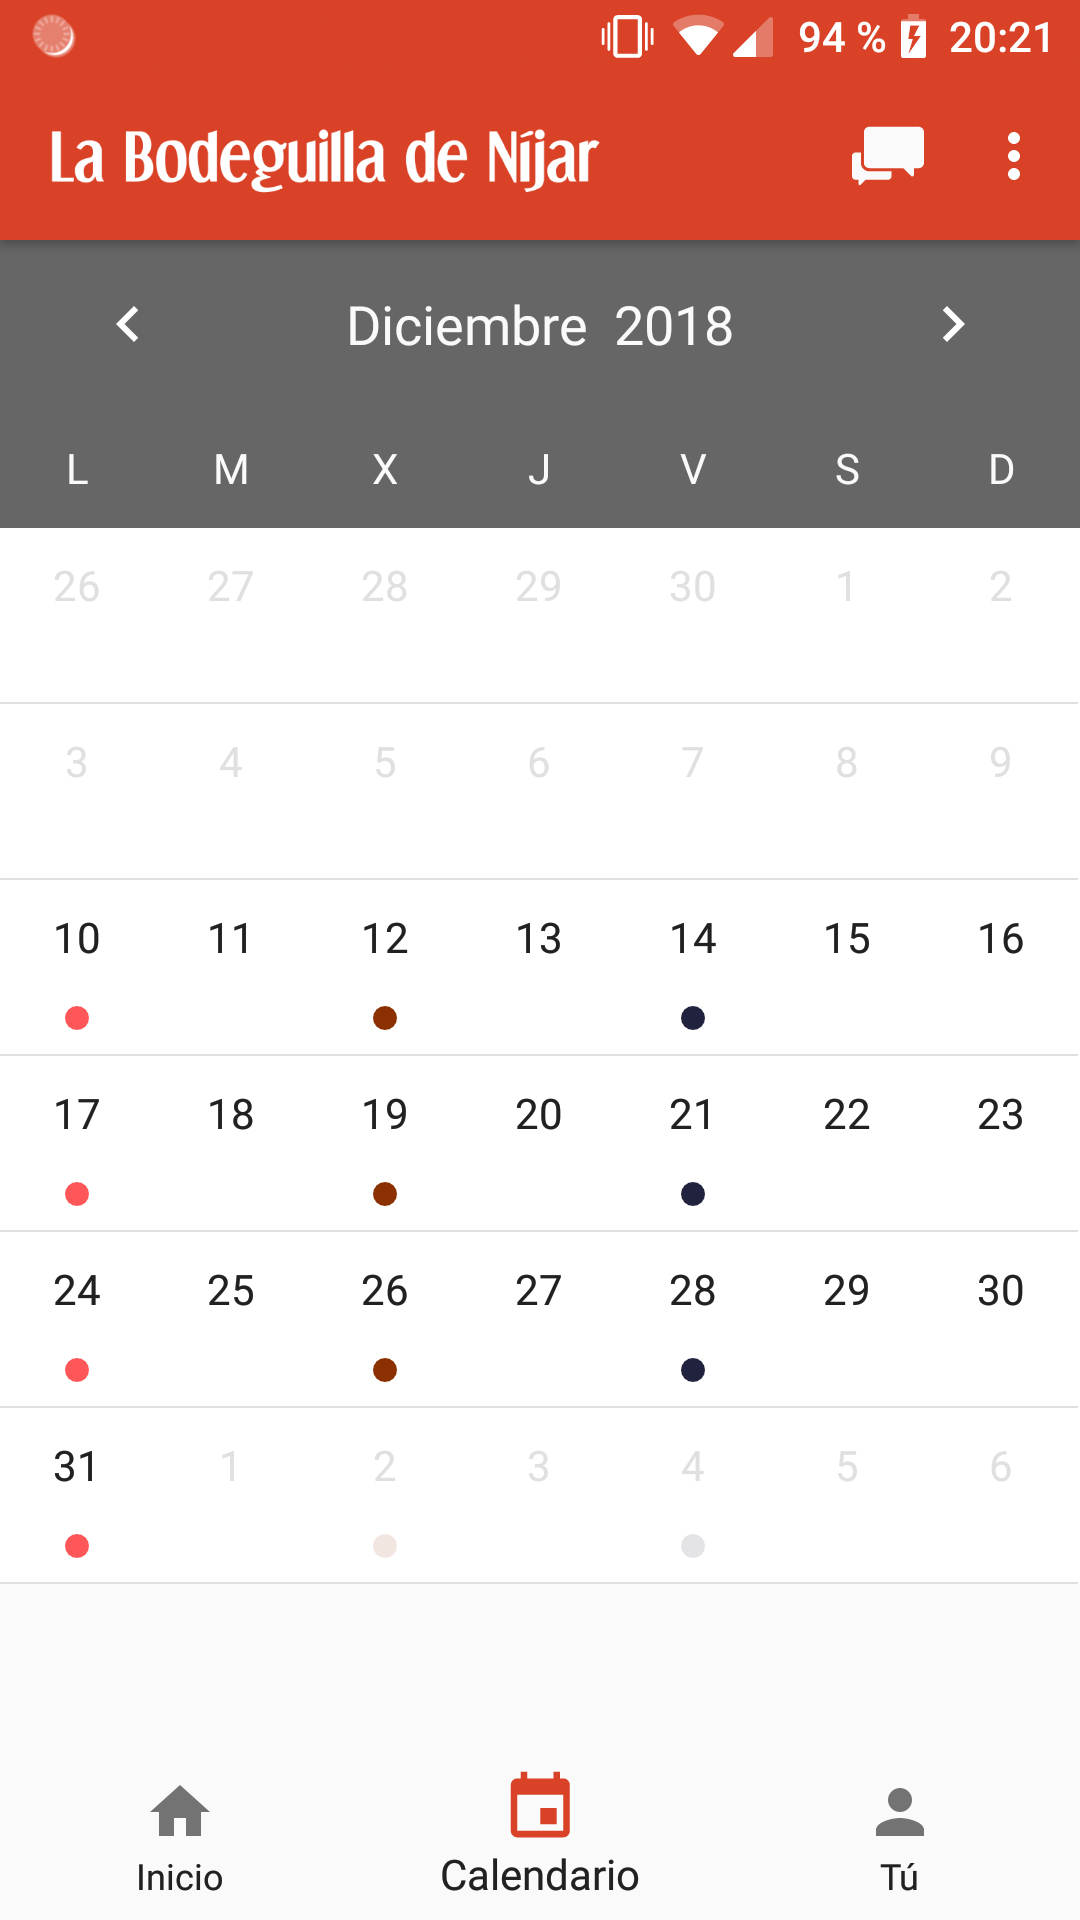 94 % 20:21
La Bodeguilla de Níjar
Diciembre 2018
L M X J V S D
26 27 28 29 30 1 2
3 4 5 6 7 8 9
10 11 12 13 14 15 16
17 18 19 20 21 22 23
24 25 26 27 28 29 30
31 1 2 3 4 5 6
Inicio Calendario Tú